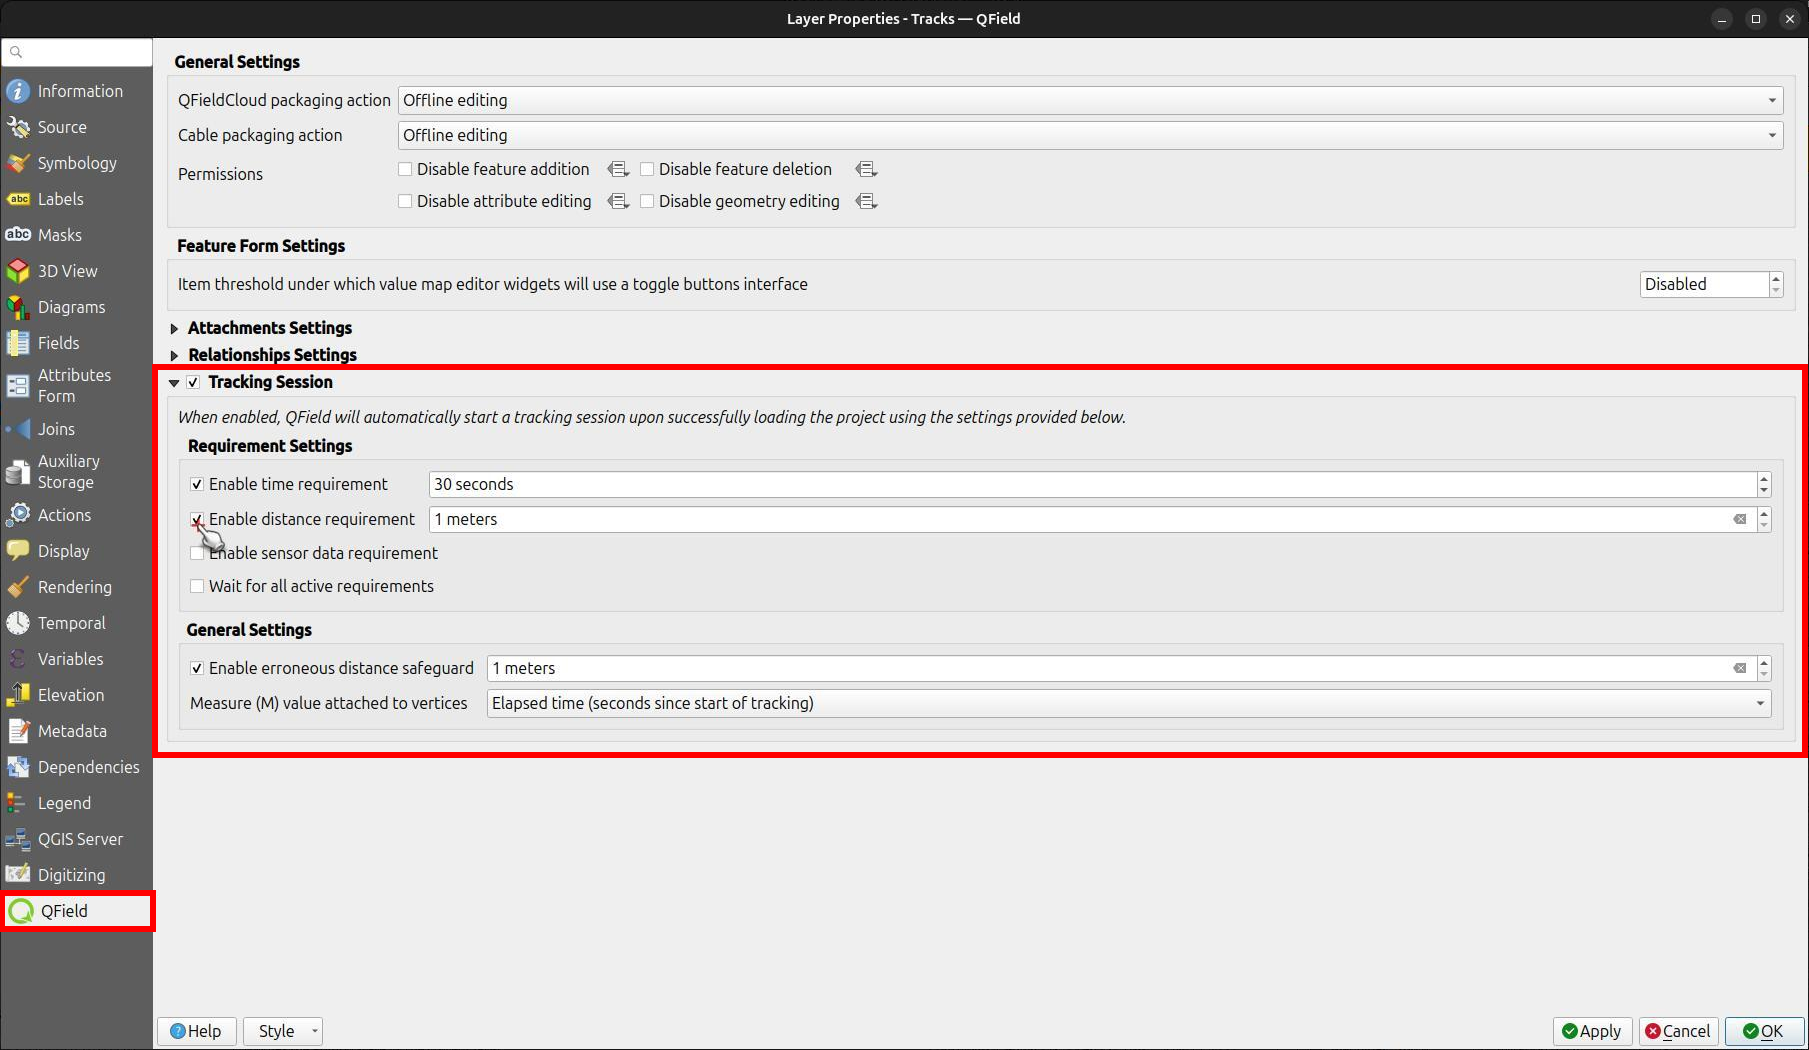 Layer Properties - Tracks — QField
Information
Source
Symbology
abc Labels
abc Masks
3D View
Diagrams
Fields
Attributes
Form
Joins
Auxiliary
Storage
Actions
Display
Rendering
Temporal
Variables
Elevation
Metadata
Dependencies
Legend
QGIS Server
Digitizing
QField
General Settings
QFieldCloud packaging action Offline editing
Cable packaging action Offline editing
Permissions
Disable feature addition Disable feature deletion
Disable attribute editing Disable geometry editing
Feature Form Settings
Item threshold under which value map editor widgets will use a toggle buttons interface Disabled
Attachments Settings
Relationships Settings
Tracking Session
When enabled, QField will automatically start a tracking session upon successfully loading the project using the settings provided below.
Requirement Settings
Enable time requirement 30 seconds
Enable distance requirement 1 meters
Enable sensor data requirement
Wait for all active requirements
General Settings
Enable erroneous distance safeguard 1 meters
Measure (M) value attached to vertices Elapsed time (seconds since start of tracking)
Help Style Apply Cancel OK